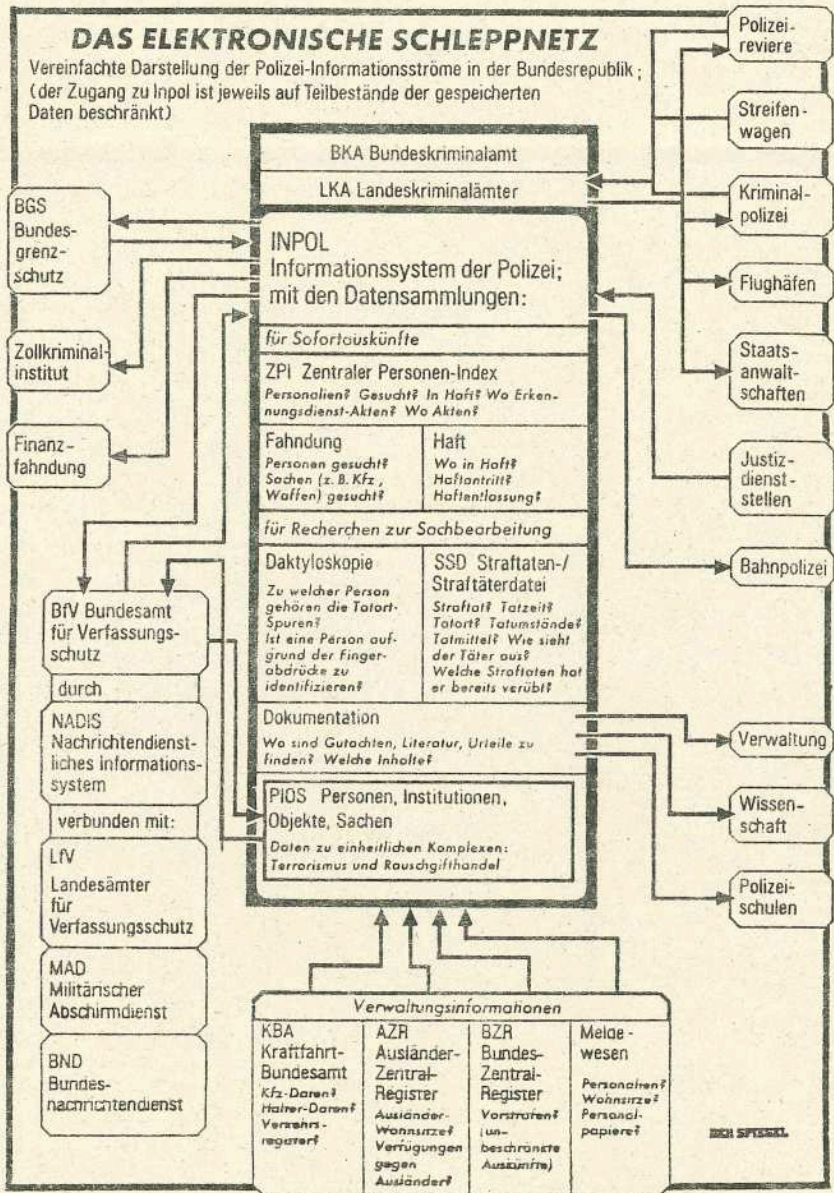 DAS ELEKTRONISCHE SCHLEPPNETZ
Vereinfachte Darstellung der Polizei-Informationsströme in der Bundesrepublik;
(der Zugang zu Inpol ist jeweils auf Teilbestände der gespeicherten
Daten beschränkt)
BKA Bundeskriminalamt
LKA Landeskriminalämter
INPOL
Informationssystem der Polizei;
mit den Datensammlungen:
für Sofortauskünfte
ZPI Zentraler Personen-Index
Personalien? Gesucht? In Haft? Wo Erken-
nungsdienst-Akten? Wo Akten?
Fahndung
Personen gesucht?
Sachen (z. B. Kfz,
Waffen) gesucht?
Haft
Wo in Haft?
Haftantritt?
Haftentlassung?
für Recherchen zur Sachbearbeitung
Daktyloskopie
Zu welcher Person
gehören die Tatort-
Spuren?
Ist eine Person auf-
grund der Finger-
abdrücke zu
identifizieren?
SSD Straftaten-/
Straftäterdatei
Straftat? Tatzeit?
Tatort? Tatumstände?
Tatmittel? Wie sieht
der Täter aus?
Welche Straftaten hat
er bereits verübt?
Dokumentation
Wo sind Gutachten, Literatur, Urteile zu
finden? Welche Inhalte?
PIOS Personen, Institutionen,
Objekte, Sachen
Daten zu einheitlichen Komplexen:
Terrorismus und Rauschgifthandel
BGS
Bundes-
grenz-
schutz
Zollkriminal-
institut
Finanz-
fahndung
BfV Bundesamt
für Verfassungs-
schutz
durch
NADIS
Nachrichtendienst-
liches Informations-
system
verbunden mit:
LfV
Landesämter
für
Verfassungsschutz
MAD
Militärischer
Abschirmdienst
BND
Bundes-
nachrichtendienst
Polizei-
reviere
Streifen-
wagen
Kriminal-
polizei
Flughäfen
Staats-
anwalt-
schaften
Justiz-
dienst-
stellen
Bahnpolizei
Verwaltung
Wissen-
schaft
Polizei-
schulen
Verwaltungsinformationen
KBA
Kraftfahrt-
Bundesamt
Kfz-Daten?
Halter-Daten?
Verkehrs-
register?
AZR
Ausländer-
Zentral-
Register
Ausländer-
Wohnsitze?
Verfügungen
gegen
Ausländer?
BZR
Bundes-
Zentral-
Register
Vorstrafen?
(un-
beschränkte
Auskünfte)
Melde-
wesen
Personalien?
Wohnsitze?
Personal-
papiere?
DER SPIEGEL